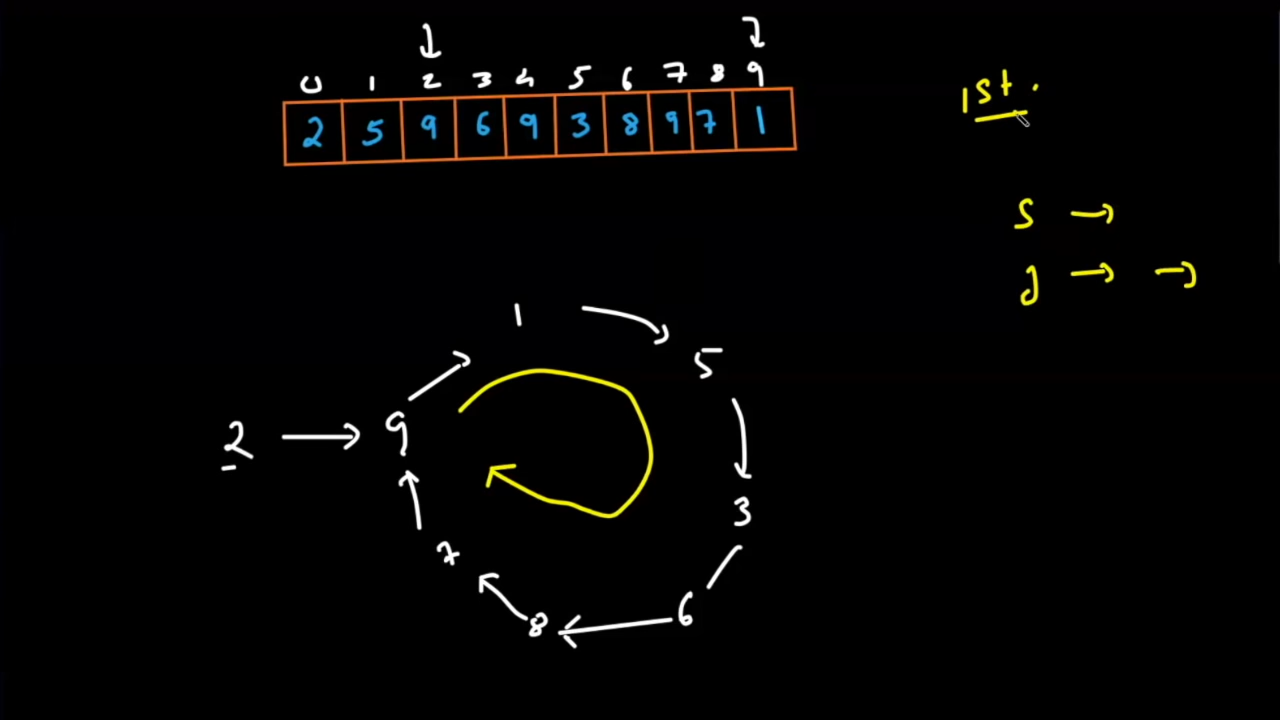 0 1 2 3 4 5 6 7 8 9
2 5 9 6 9 3 8 9 7 1
1st.
S → 
J → →
1
5
2 → 9
3
7
6
8